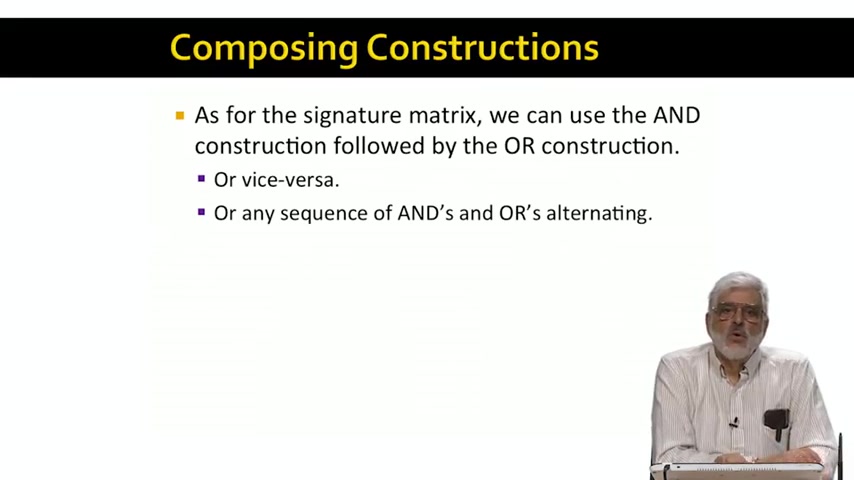 Composing Constructions
As for the signature matrix, we can use the AND
construction followed by the OR construction.
Or vice-versa.
Or any sequence of AND's and OR's alternating.